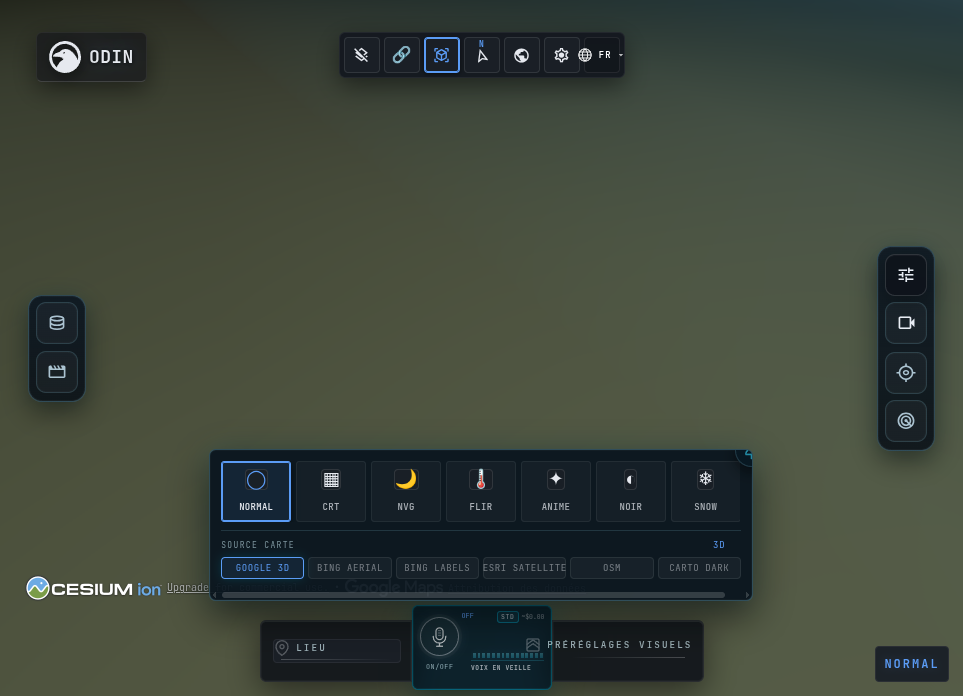 ODIN
N
FR
NORMAL
CRT
NVG
FLIR
ANIME
NOIR
SNOW
SOURCE CARTE
3D
GOOGLE 3D
BING AERIAL
BING LABELS
ESRI SATELLITE
OSM
CARTO DARK
CESIUM ion
Upgrade
Google Maps
OFF
STD
~$0.00
LIEU
ON/OFF
VOIX EN VEILLE
PRÉRÉGLAGES VISUELS
NORMAL